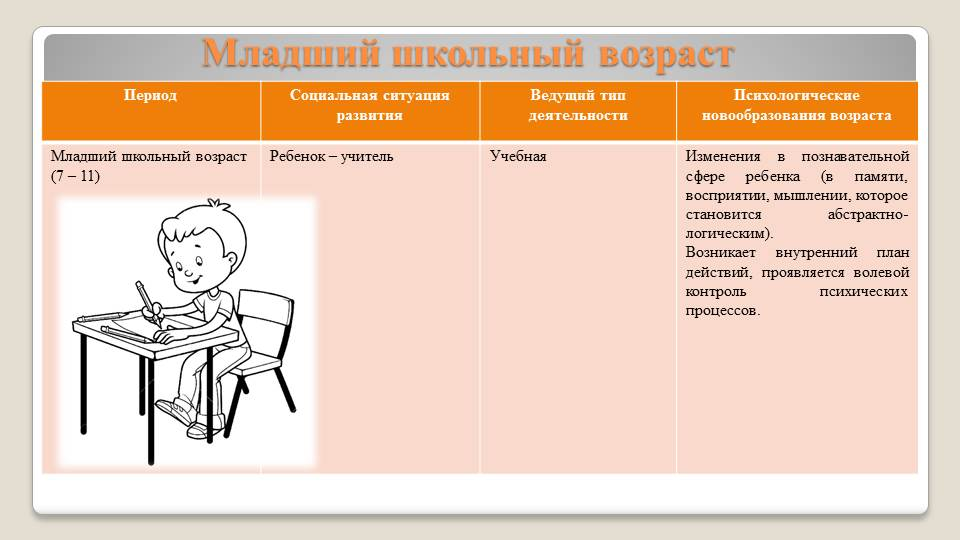 Младший школьный возраст
Период
Социальная ситуация
развития
Ведущий тип
деятельности
Психологические
новообразования возраста
Младший школьный возраст
(7 – 11)
Ребенок – учитель
Учебная
Изменения в познавательной
сфере ребенка (в памяти,
восприятии, мышлении, которое
становится абстрактно-
логическим).
Возникает внутренний план
действий, проявляется волевой
контроль психических
процессов.